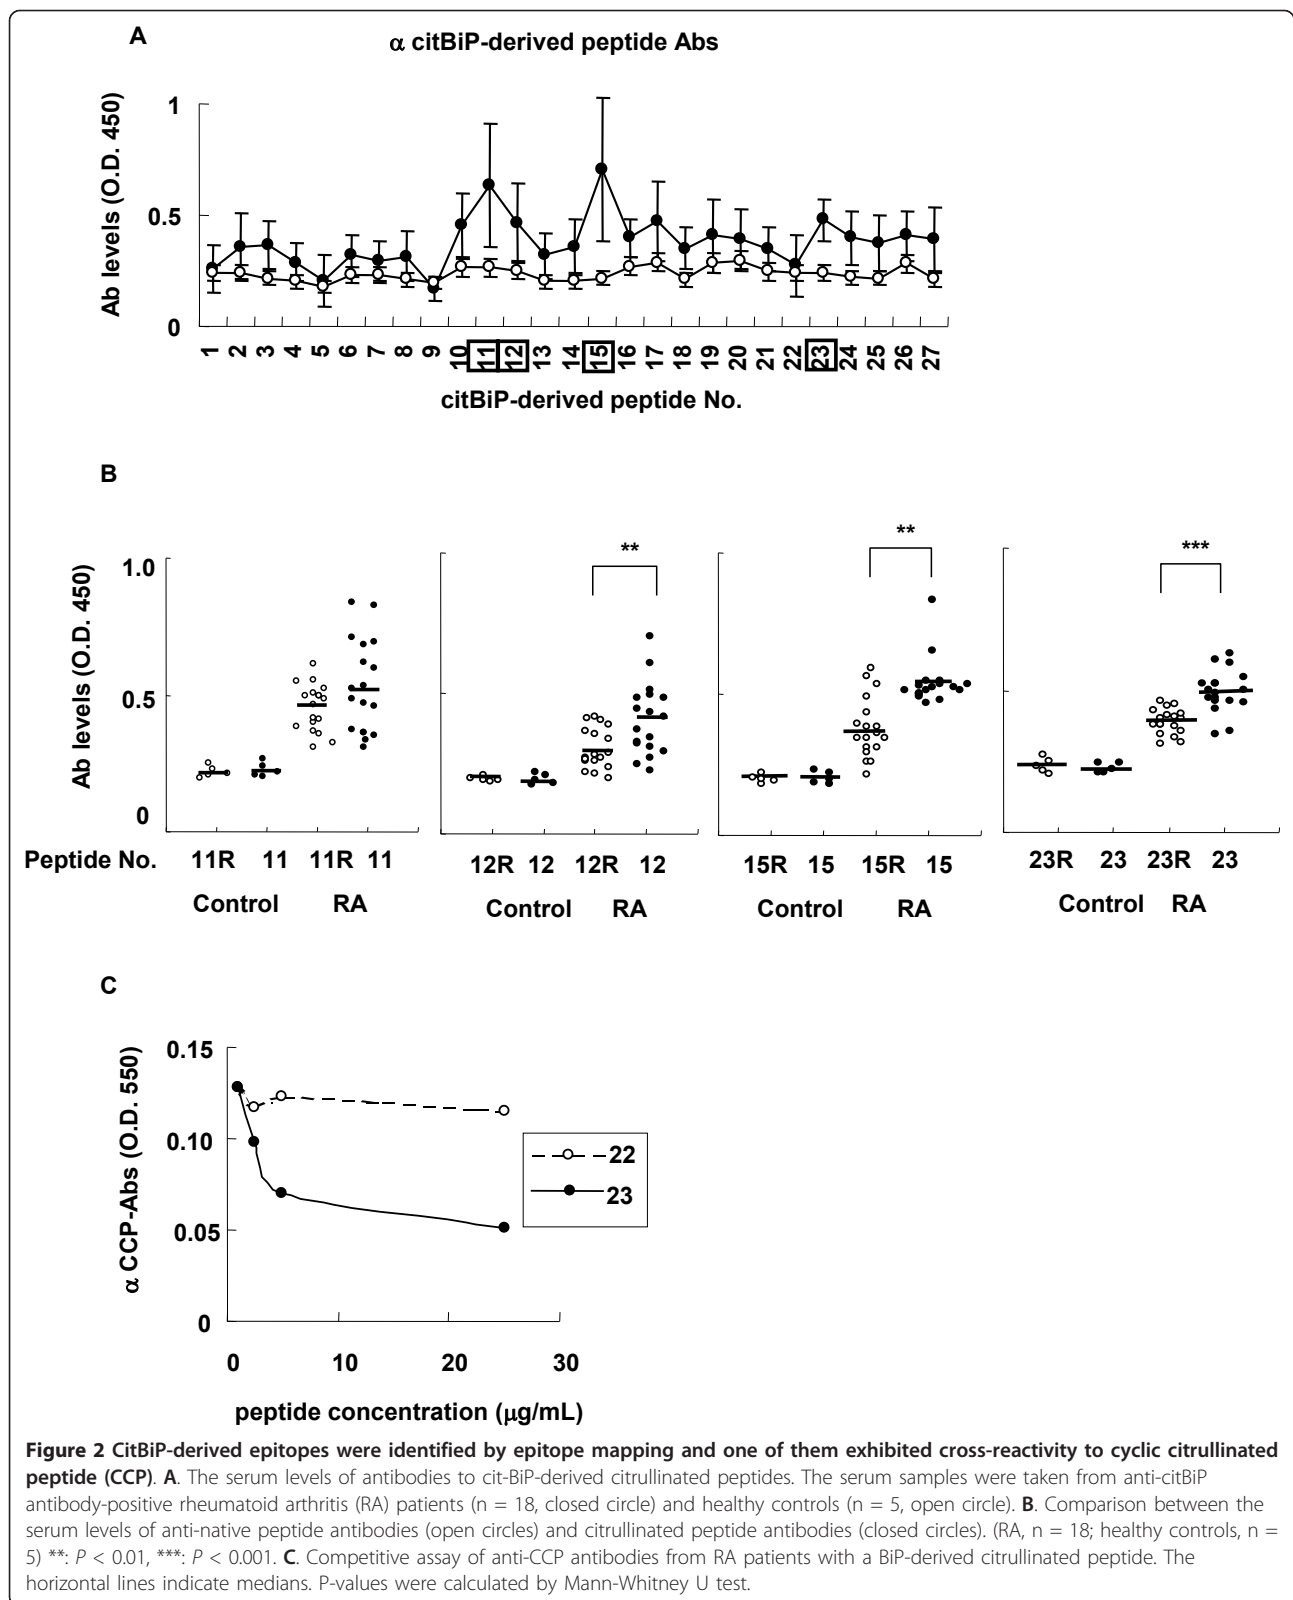 A
α citBiP-derived peptide Abs
Ab levels (O.D. 450)
1
0.5
0
1 2 3 4 5 6 7 8 9 10 11 12 13 14 15 16 17 18 19 20 21 22 23 24 25 26 27
citBiP-derived peptide No.
B
Ab levels (O.D. 450)
1.0
0.5
0
**
**
***
Peptide No. 11R 11 11R 11 12R 12 12R 12 15R 15 15R 15 23R 23 23R 23
Control RA Control RA Control RA Control RA
C
α CCP-Abs (O.D. 550)
0.15
0.10
0.05
0
22
23
0 10 20 30
peptide concentration (μg/mL)
Figure 2 CitBiP-derived epitopes were identified by epitope mapping and one of them exhibited cross-reactivity to cyclic citrullinated
peptide (CCP). A. The serum levels of antibodies to cit-BiP-derived citrullinated peptides. The serum samples were taken from anti-citBiP
antibody-positive rheumatoid arthritis (RA) patients (n = 18, closed circle) and healthy controls (n = 5, open circle). B. Comparison between the
serum levels of anti-native peptide antibodies (open circles) and citrullinated peptide antibodies (closed circles). (RA, n = 18; healthy controls, n =
5) **: P < 0.01, ***: P < 0.001. C. Competitive assay of anti-CCP antibodies from RA patients with a BiP-derived citrullinated peptide. The
horizontal lines indicate medians. P-values were calculated by Mann-Whitney U test.